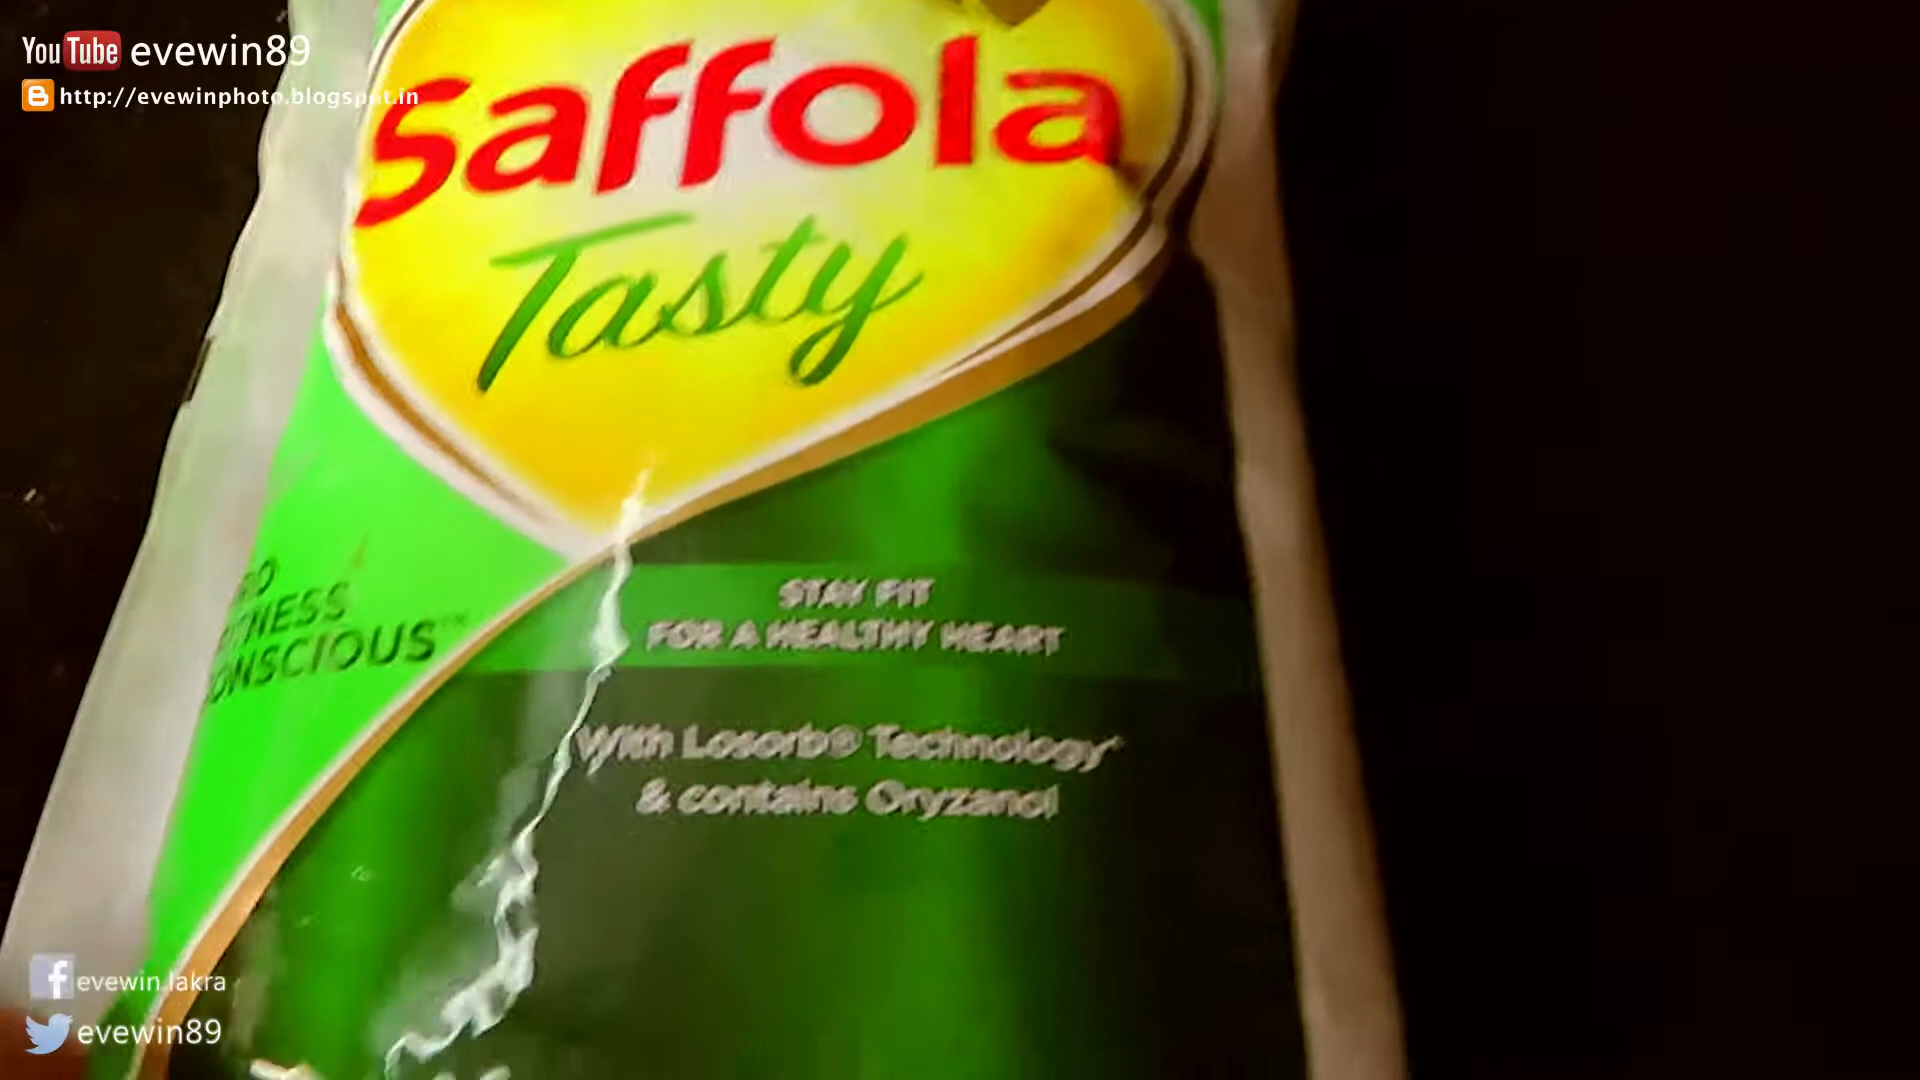 YouTube evewin89
http://evewinphoto.blogspot.in
Saffola
Tasty
STAY FIT
FOR A HEALTHY HEART
With Losorb® Technology*
& contains Oryzanol
evewin.lakra
evewin89